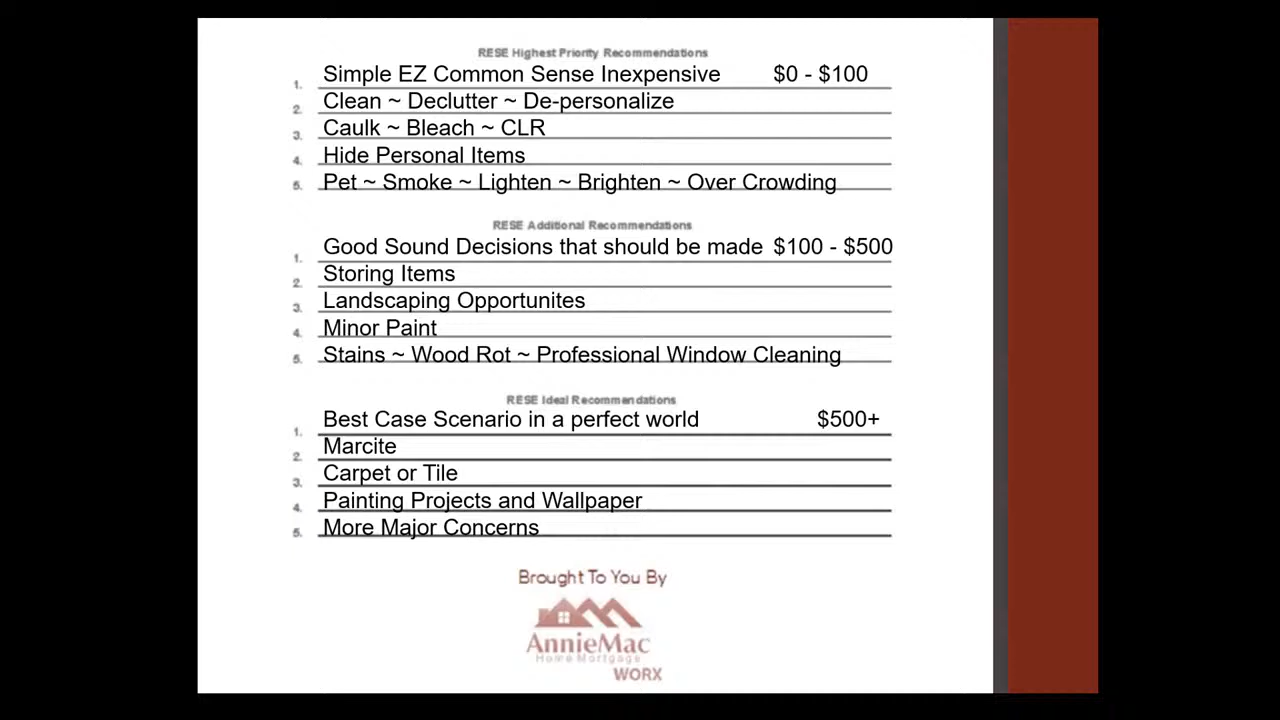 RESE Highest Priority Recommendations
1. Simple EZ Common Sense Inexpensive $0 - $100
2. Clean ~ Declutter ~ De-personalize
3. Caulk ~ Bleach ~ CLR
4. Hide Personal Items
5. Pet ~ Smoke ~ Lighten ~ Brighten ~ Over Crowding
RESE Additional Recommendations
1. Good Sound Decisions that should be made $100 - $500
2. Storing Items
3. Landscaping Opportunites
4. Minor Paint
5. Stains ~ Wood Rot ~ Professional Window Cleaning
RESE Ideal Recommendations
1. Best Case Scenario in a perfect world $500+
2. Marcite
3. Carpet or Tile
4. Painting Projects and Wallpaper
5. More Major Concerns
Brought To You By
AnnieMac
Home Mortgage
WORX